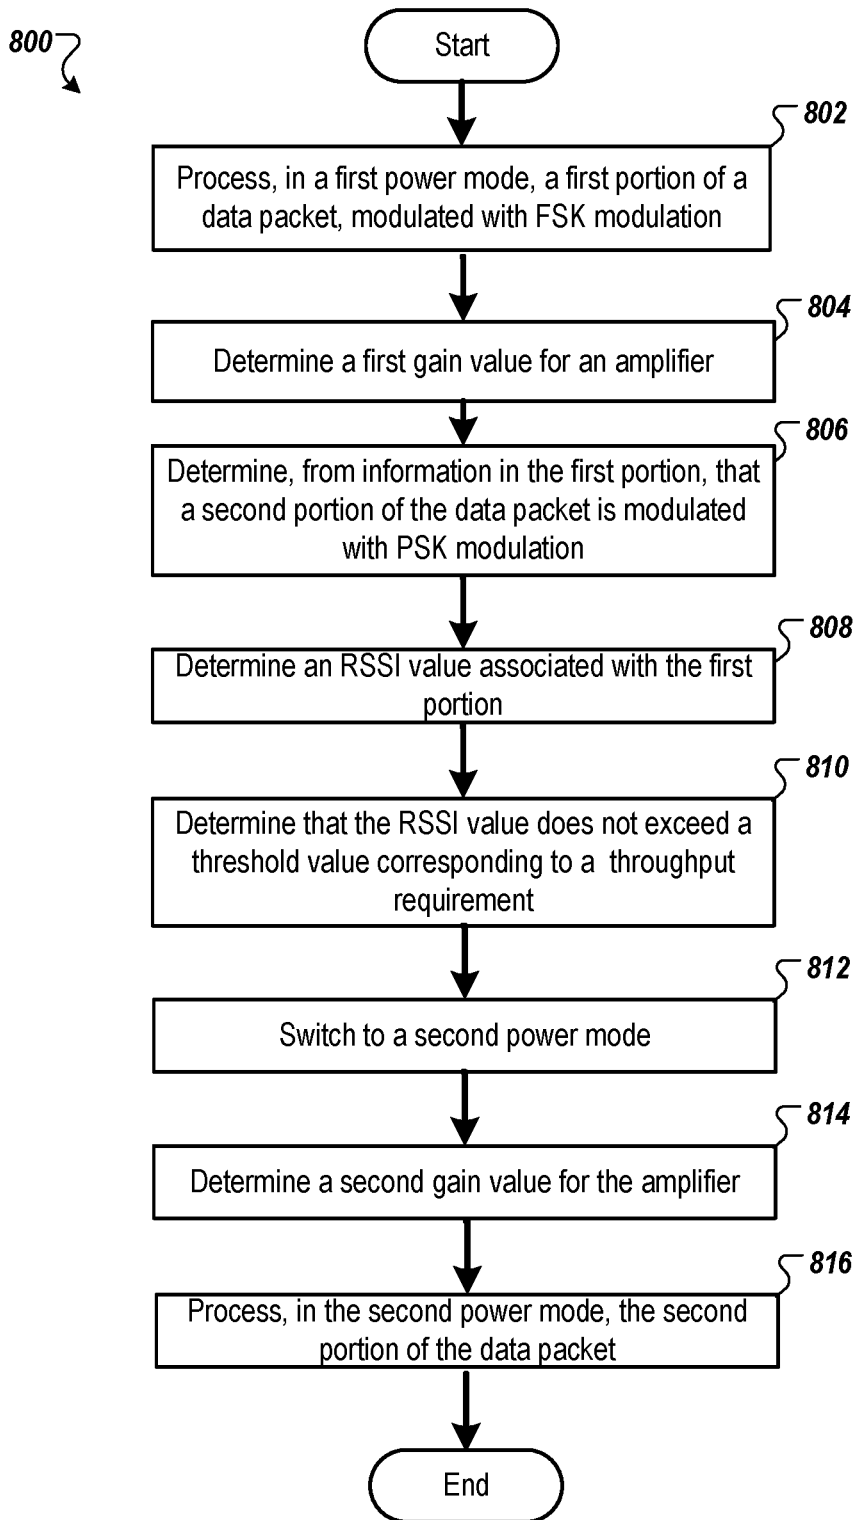 800
Start
802
Process, in a first power mode, a first portion of a
data packet, modulated with FSK modulation
804
Determine a first gain value for an amplifier
806
Determine, from information in the first portion, that
a second portion of the data packet is modulated
with PSK modulation
808
Determine an RSSI value associated with the first
portion
810
Determine that the RSSI value does not exceed a
threshold value corresponding to a throughput
requirement
812
Switch to a second power mode
814
Determine a second gain value for the amplifier
816
Process, in the second power mode, the second
portion of the data packet
End